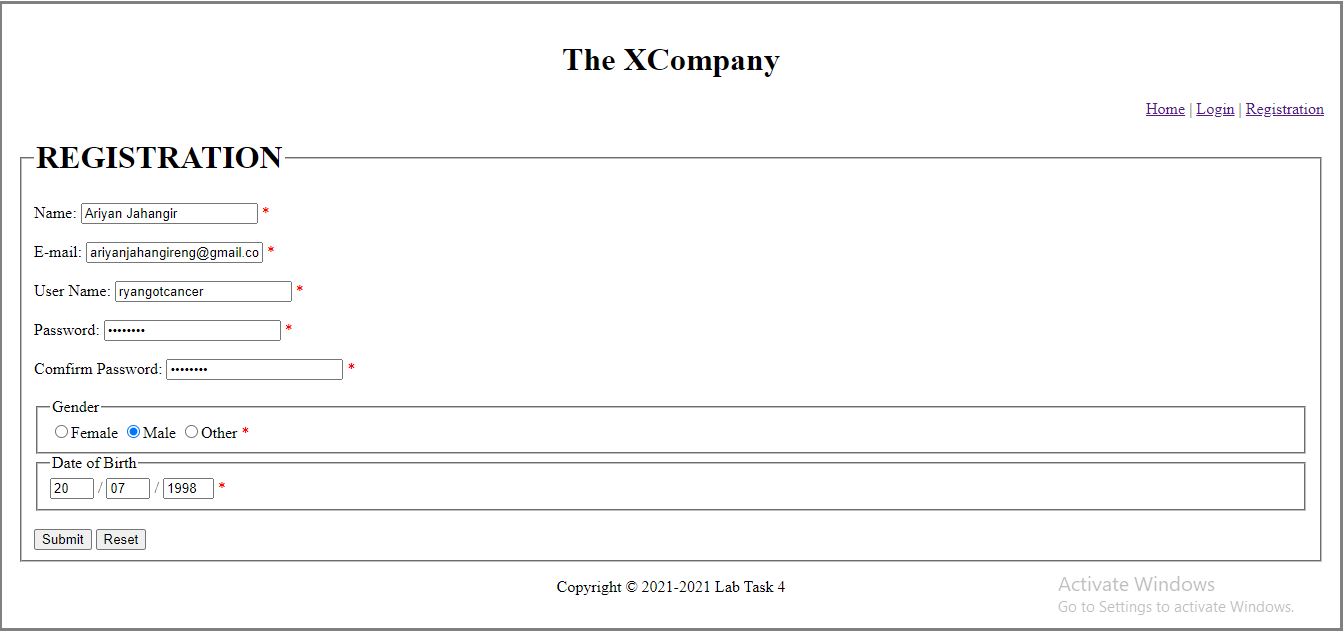 The XCompany
Home | Login | Registration
REGISTRATION
Name: Ariyan Jahangir *
E-mail: ariyanjahangireng@gmail.co *
User Name: ryangotcancer *
Password: •••••••• *
Comfirm Password: •••••••• *
Gender
Female Male Other *
Date of Birth
20 / 07 / 1998 *
Submit Reset
Copyright © 2021-2021 Lab Task 4
Activate Windows
Go to Settings to activate Windows.